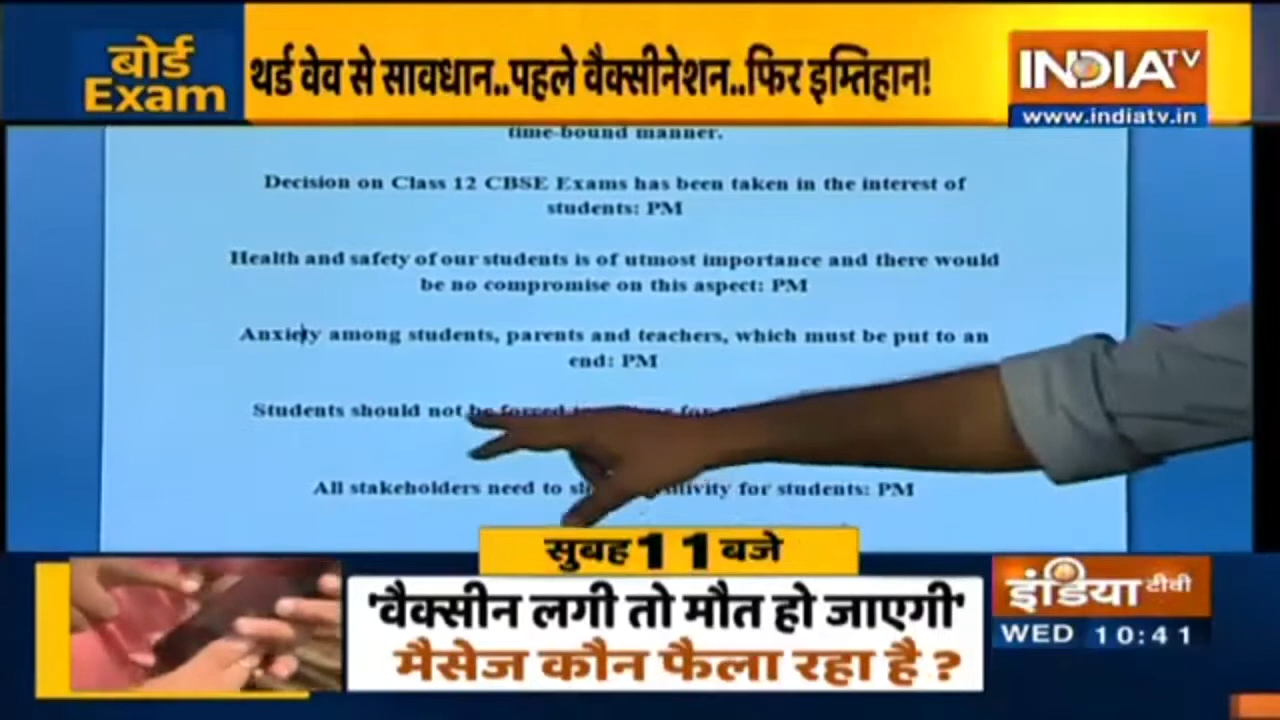 बोर्ड
Exam
थर्ड वेव से सावधान..पहले वैक्सीनेशन..फिर इम्तिहान!
INDIA TV
www.indiatv.in
time-bound manner.
Decision on Class 12 CBSE Exams has been taken in the interest of
students: PM
Health and safety of our students is of utmost importance and there would
be no compromise on this aspect: PM
Anxiety among students, parents and teachers, which must be put to an
end: PM
Students should not be forced
All stakeholders need to for students: PM
सुबह 11 बजे
'वैक्सीन लगी तो मौत हो जाएगी'
मैसेज कौन फैला रहा है ?
इंडिया टीवी
WED 10:41